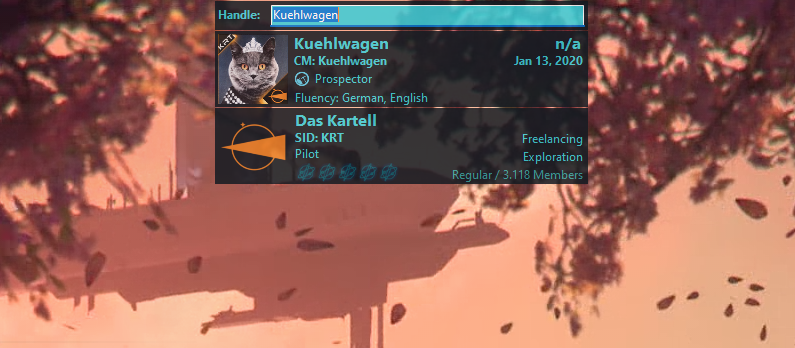 Handle: Kuehlwagen
KRT
Kuehlwagen n/a
CM: Kuehlwagen Jan 13, 2020
Prospector
Fluency: German, English
Das Kartell
SID: KRT Freelancing
Pilot Exploration
Regular / 3.118 Members